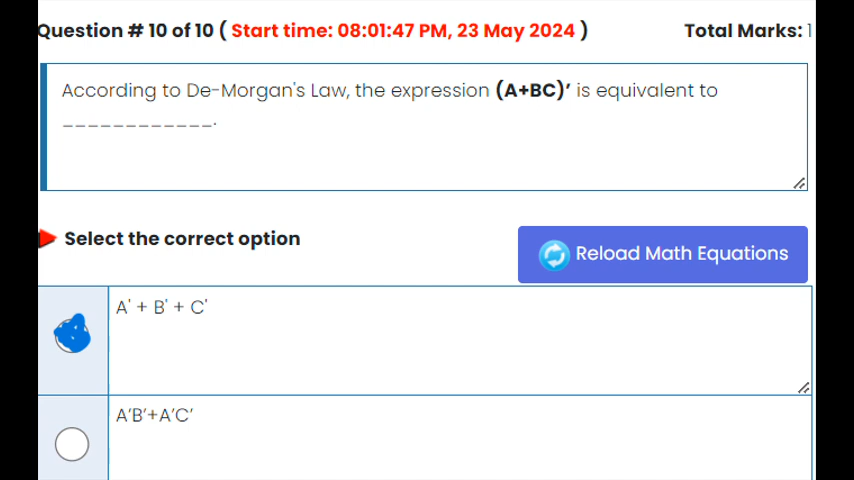 Question # 10 of 10 ( Start time: 08:01:47 PM, 23 May 2024 ) Total Marks: 1
According to De-Morgan's Law, the expression (A+BC)’ is equivalent to
____________.
Select the correct option
Reload Math Equations
A' + B' + C'
A’B’+A’C’